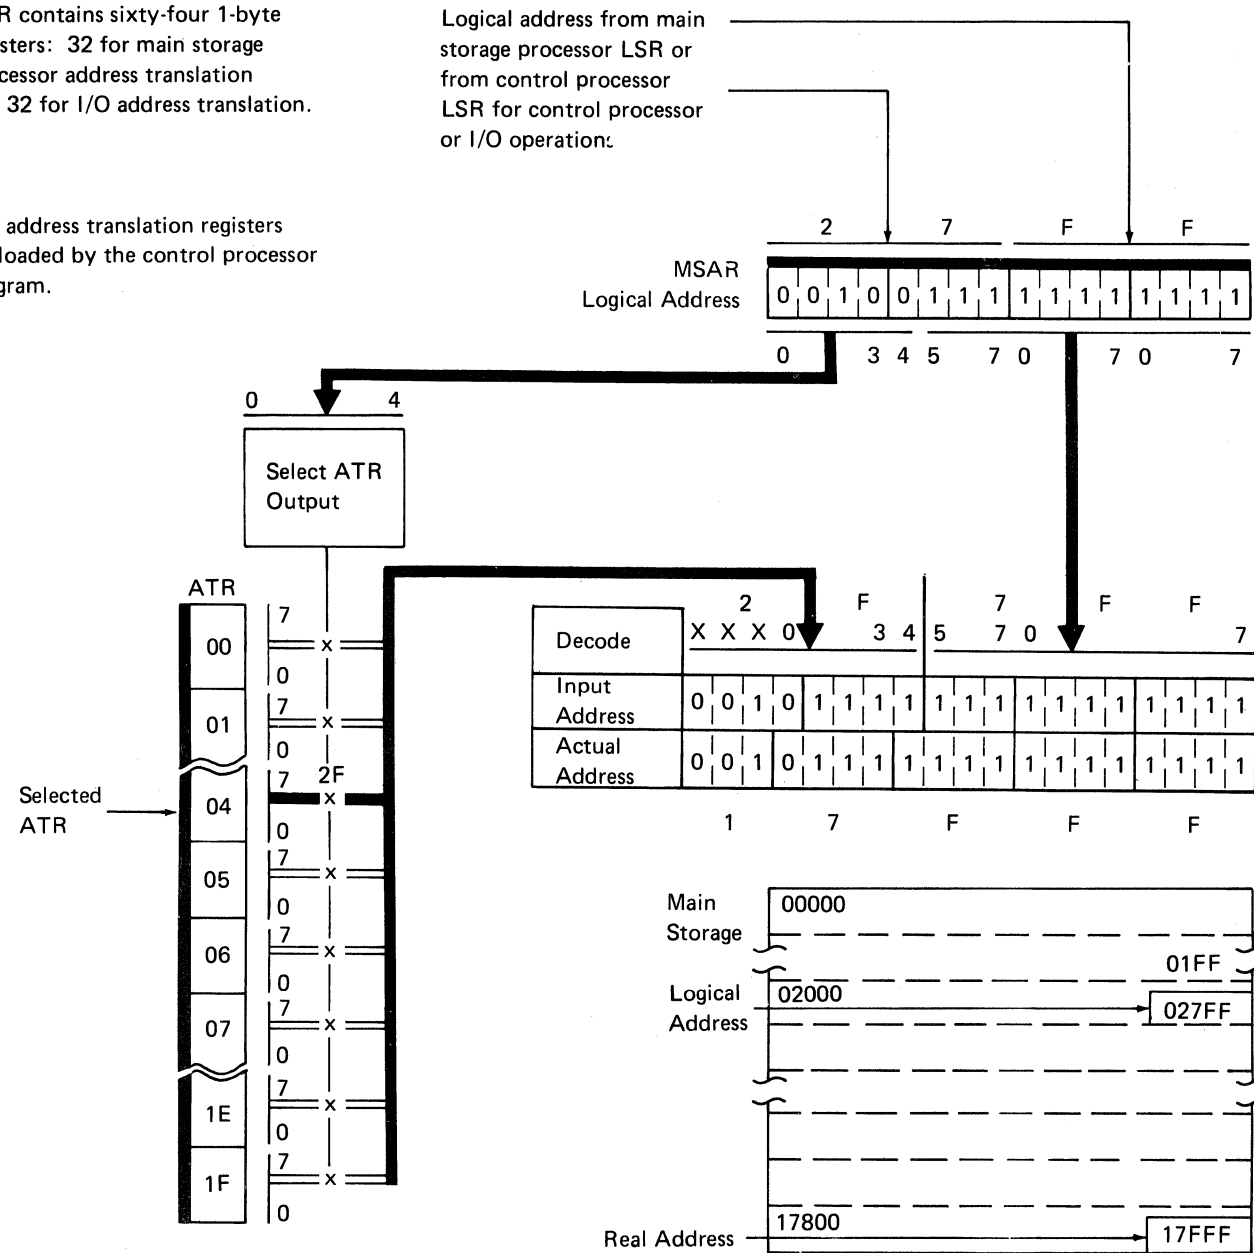 R contains sixty-four 1-byte
sters: 32 for main storage
cessor address translation
32 for I/O address translation.
address translation registers
loaded by the control processor
gram.
Logical address from main
storage processor LSR or
from control processor
LSR for control processor
or I/O operations
2 7 F F
MSAR
Logical Address
0 0 1 0 0 1 1 1 1 1 1 1 1 1 1 1
0 3 4 5 7 0 7 0 7
0 4
Select ATR
Output
ATR
00
7
x
0
01
7
x
0
Selected
ATR
04
7
2F
x
0
05
7
x
0
06
7
x
0
07
7
x
0
1E
7
x
0
1F
7
x
0
2 F 7 F F
Decode
X X X 0 3 4 5 7 0 7
Input
Address
0 0 1 0 1 1 1 1 1 1 1 1 1 1 1 1 1 1 1
Actual
Address
0 0 1 0 1 1 1 1 1 1 1 1 1 1 1 1 1 1 1
1 7 F F F
Main
Storage
00000
01FF
Logical
Address
02000
027FF
Real Address
17800
17FFF